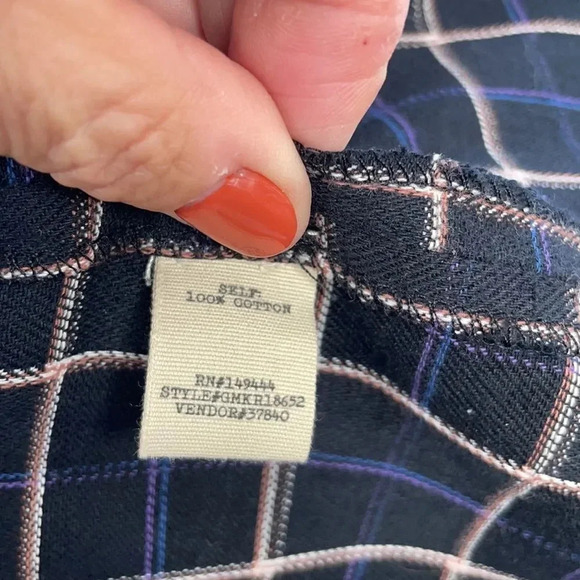 SELF:
100% COTTON
RN#149444
STYLE#GMKR18652
VENDOR#37840